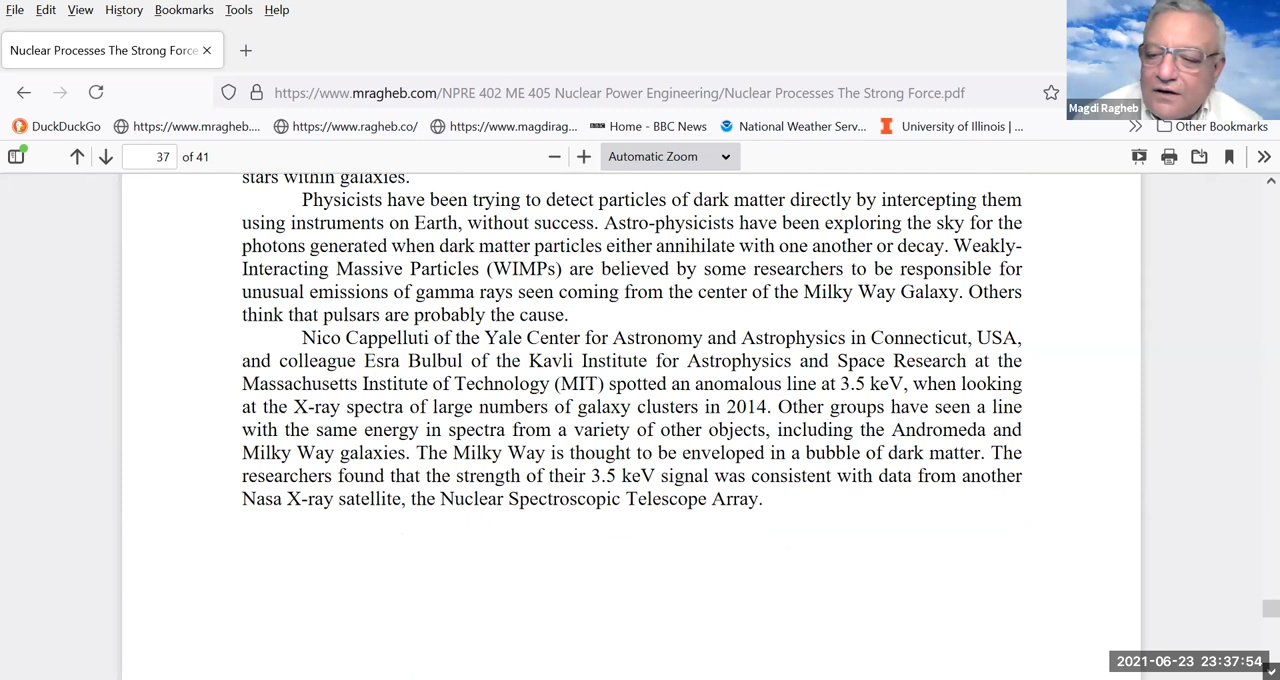 File Edit View History Bookmarks Tools Help
Nuclear Processes The Strong Force
https://www.mragheb.com/NPRE 402 ME 405 Nuclear Power Engineering/Nuclear Processes The Strong Force.pdf
Magdi Ragheb
DuckDuckGo https://www.mragheb.... https://www.ragheb.co/ https://www.magdirag... BBC Home - BBC News National Weather Serv... University of Illinois |... Other Bookmarks
37 of 41 Automatic Zoom
stars within galaxies.
Physicists have been trying to detect particles of dark matter directly by intercepting them
using instruments on Earth, without success. Astro-physicists have been exploring the sky for the
photons generated when dark matter particles either annihilate with one another or decay. Weakly-
Interacting Massive Particles (WIMPs) are believed by some researchers to be responsible for
unusual emissions of gamma rays seen coming from the center of the Milky Way Galaxy. Others
think that pulsars are probably the cause.
Nico Cappelluti of the Yale Center for Astronomy and Astrophysics in Connecticut, USA,
and colleague Esra Bulbul of the Kavli Institute for Astrophysics and Space Research at the
Massachusetts Institute of Technology (MIT) spotted an anomalous line at 3.5 keV, when looking
at the X-ray spectra of large numbers of galaxy clusters in 2014. Other groups have seen a line
with the same energy in spectra from a variety of other objects, including the Andromeda and
Milky Way galaxies. The Milky Way is thought to be enveloped in a bubble of dark matter. The
researchers found that the strength of their 3.5 keV signal was consistent with data from another
Nasa X-ray satellite, the Nuclear Spectroscopic Telescope Array.
2021-06-23 23:37:54